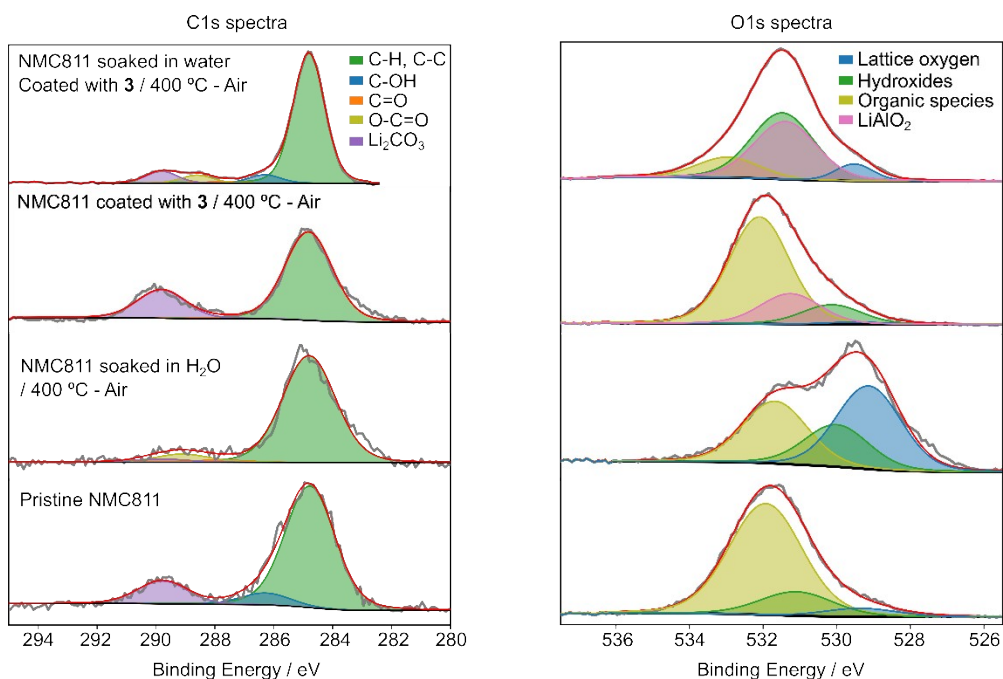 C1s spectra
NMC811 soaked in water
Coated with 3 / 400 ºC - Air
C-H, C-C
C-OH
C=O
O-C=O
Li₂CO₃
NMC811 coated with 3 / 400 ºC - Air
NMC811 soaked in H₂O
/ 400 ºC - Air
Pristine NMC811
294 292 290 288 286 284 282 280
Binding Energy / eV
O1s spectra
Lattice oxygen
Hydroxides
Organic species
LiAlO₂
536 534 532 530 528 526
Binding Energy / eV